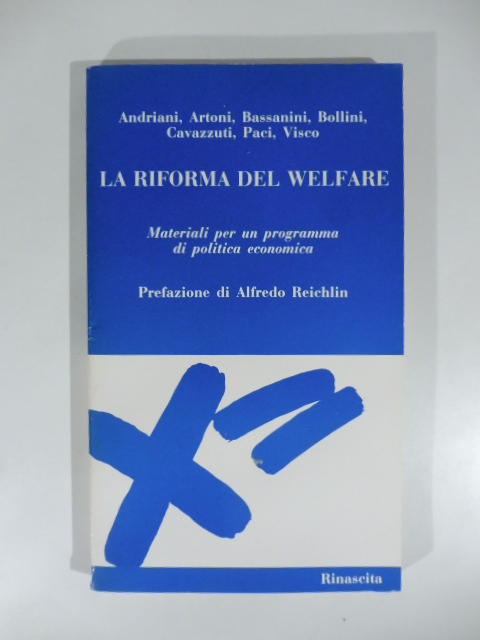 Andriani, Artoni, Bassanini, Bollini,
Cavazzuti, Paci, Visco
LA RIFORMA DEL WELFARE
Materiali per un programma
di politica economica
Prefazione di Alfredo Reichlin
Rinascita